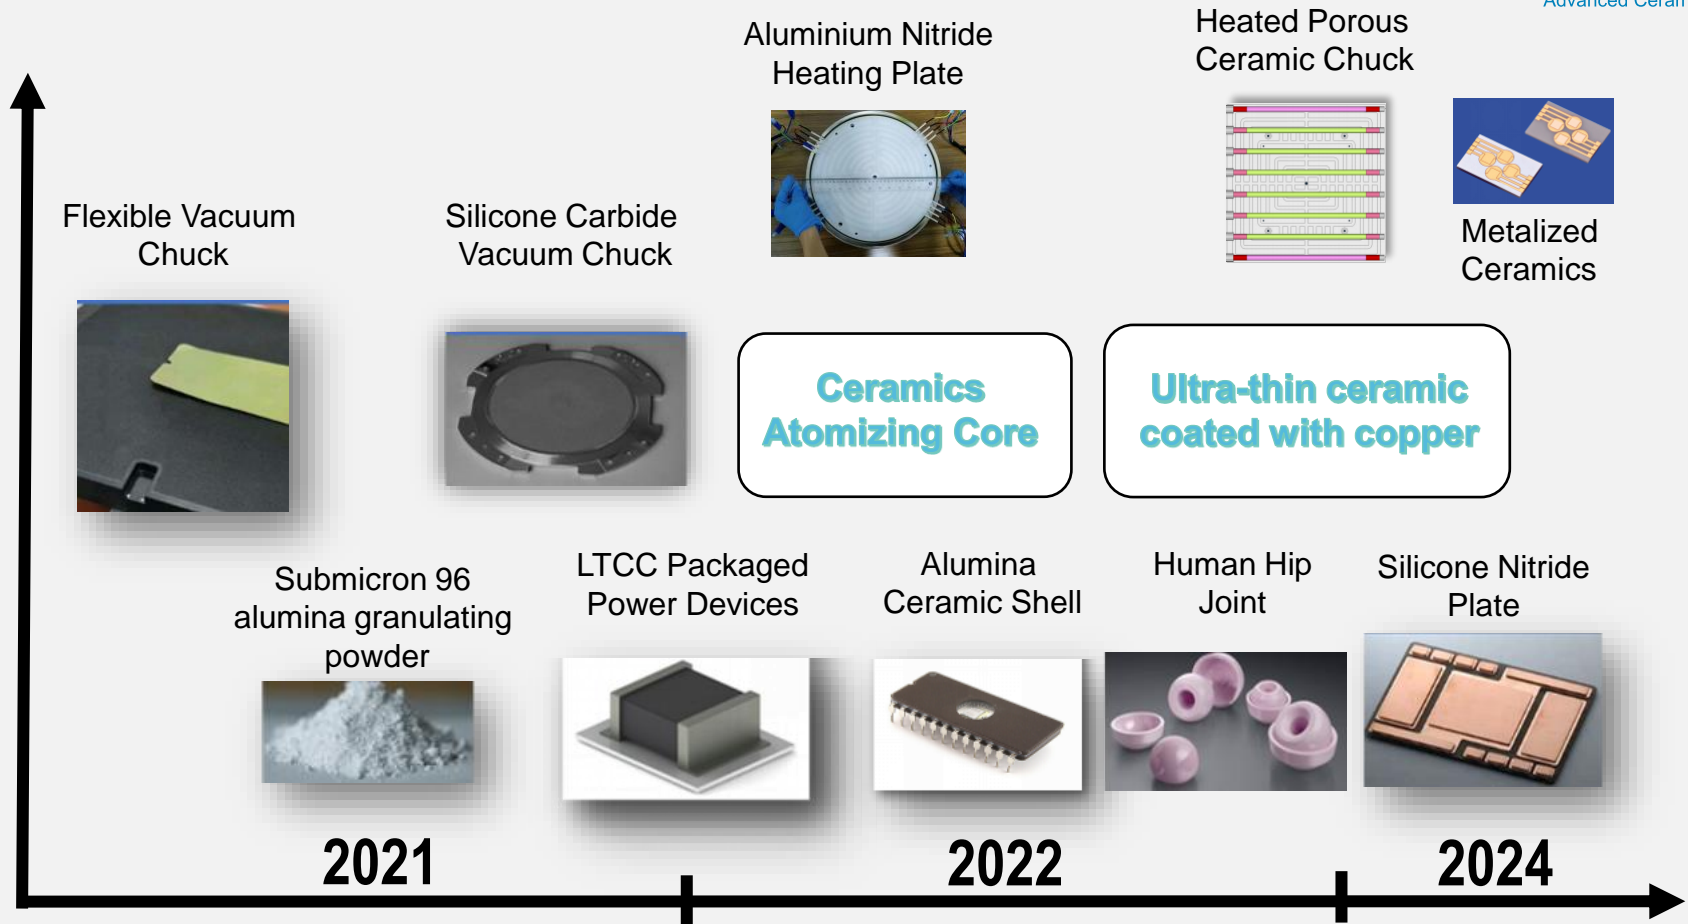 Advanced
Aluminium Nitride
Heating Plate
Heated Porous
Ceramic Chuck
Flexible Vacuum
Chuck
Silicone Carbide
Vacuum Chuck
Metalized
Ceramics
Ceramics
Atomizing Core
Ultra-thin ceramic
coated with copper
Submicron 96
alumina granulating
powder
LTCC Packaged
Power Devices
Alumina
Ceramic Shell
Human Hip
Joint
Silicone Nitride
Plate
2021
2022
2024